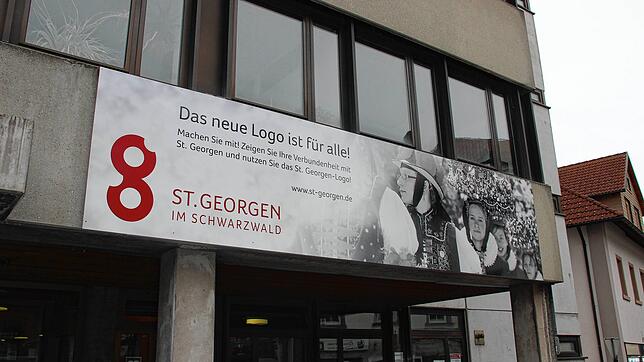 Das neue Logo ist für alle!
Machen Sie mit! Zeigen Sie Ihre Verbundenheit mit
St. Georgen und nutzen Sie das St. Georgen-Logo!
www.st-georgen.de
ST.GEORGEN
IM SCHWARZWALD